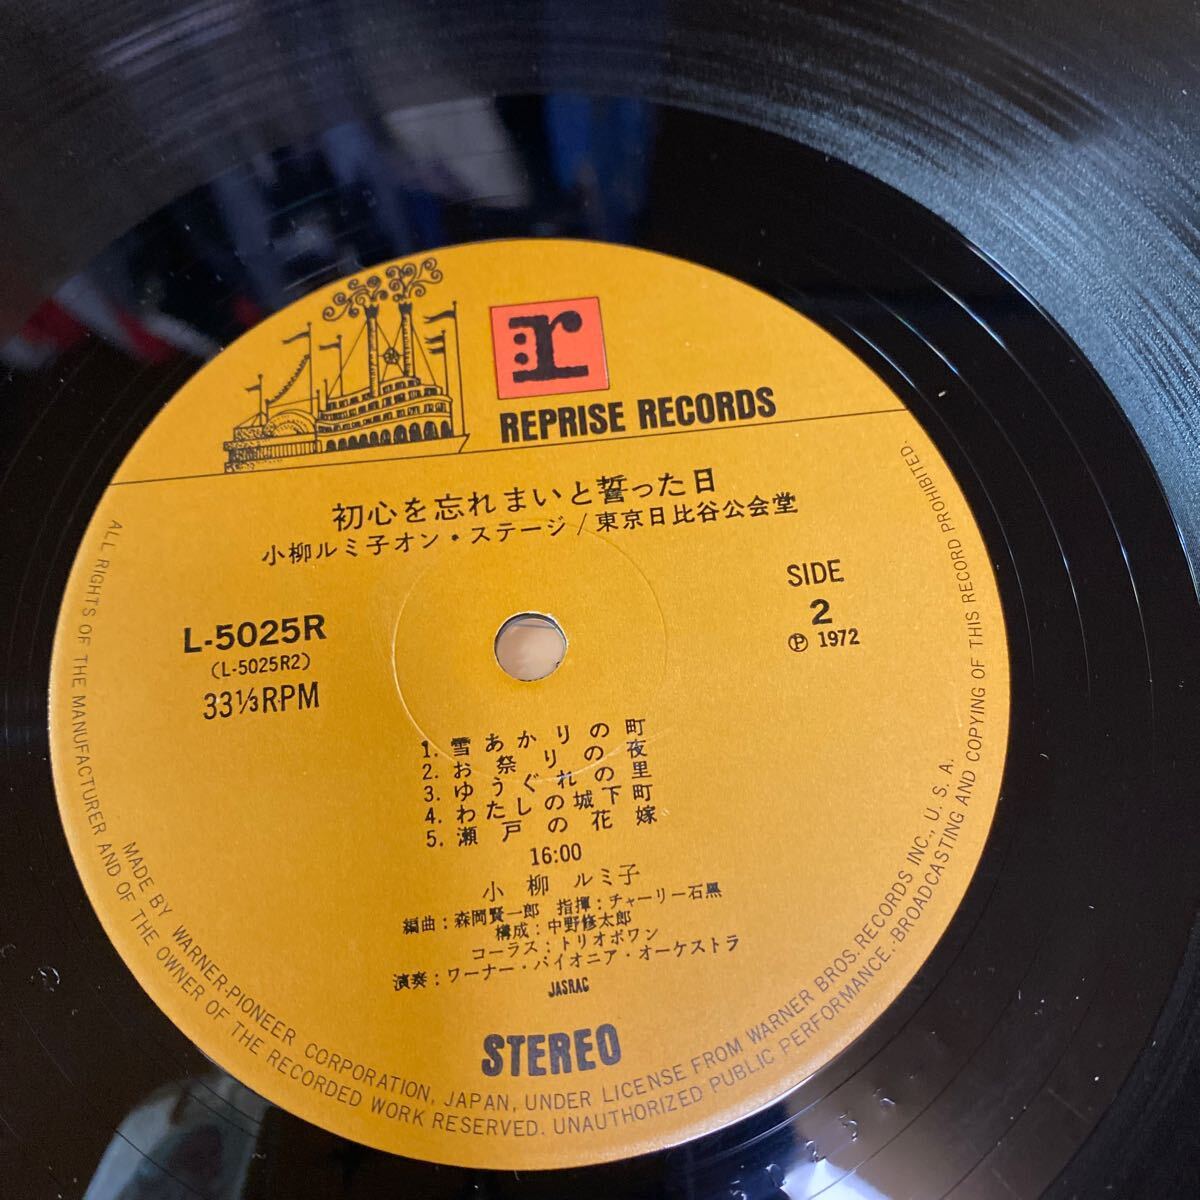 r
REPRISE RECORDS
初心を忘れまいと誓った日
小柳ルミ子オン・ステージ/東京日比谷公会堂
L-5025R
(L-5025R2)
33⅓RPM
SIDE
2
℗ 1972
1. 雪あかりの町
2. お祭りの夜
3. ゆうぐれの里
4. わたしの城下町
5. 瀬戸の花嫁
16:00
小柳 ルミ子
編曲:森岡賢一郎 指揮:チャーリー石黒
構成:中野修太郎
コーラス:トリオボワン
演奏:ワーナー・パイオニア・オーケストラ
JASRAC
STEREO
ALL RIGHTS OF THE MANUFACTURER AND OF THE OWNER OF THE RECORDED WORK RESERVED. UNAUTHORIZED PUBLIC PERFORMANCE. BROADCASTING AND COPYING OF THIS RECORD PROHIBITED.
MADE BY WARNER-PIONEER CORPORATION, JAPAN, UNDER LICENSE FROM WARNER BROS. RECORDS INC., U. S. A.